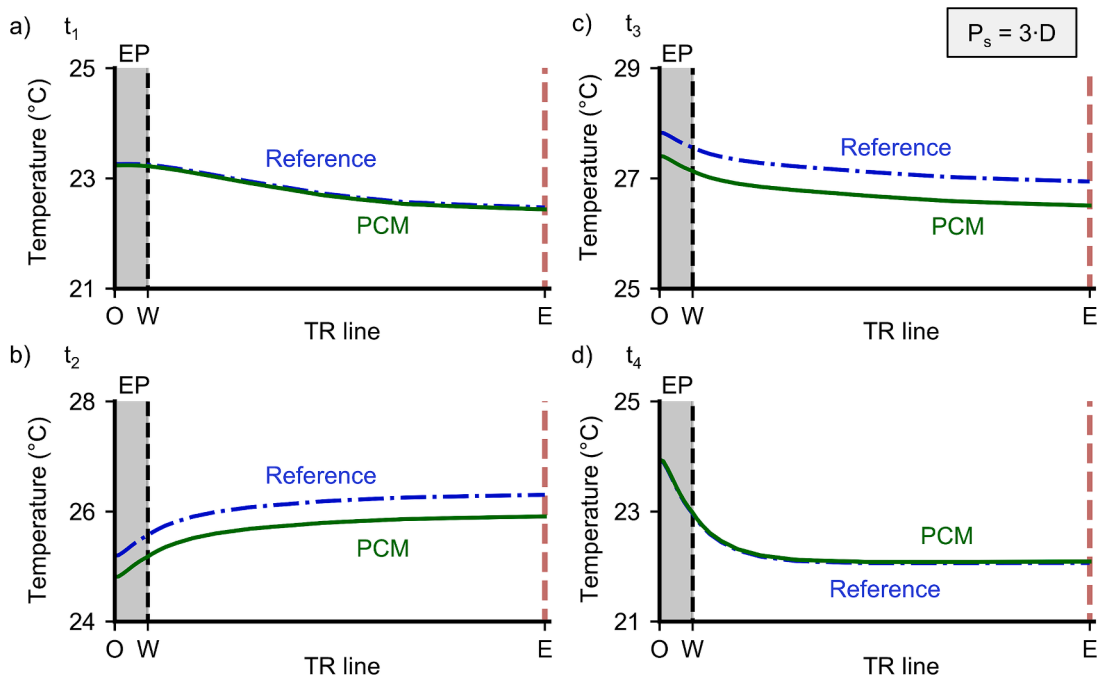 a) t₁
EP
25
23
21
Temperature (°C)
Reference
PCM
O W E
TR line
c) t₃
Pₛ = 3·D
EP
29
27
25
Temperature (°C)
Reference
PCM
O W E
TR line
b) t₂
EP
28
26
24
Temperature (°C)
Reference
PCM
O W E
TR line
d) t₄
EP
25
23
21
Temperature (°C)
PCM
Reference
O W E
TR line